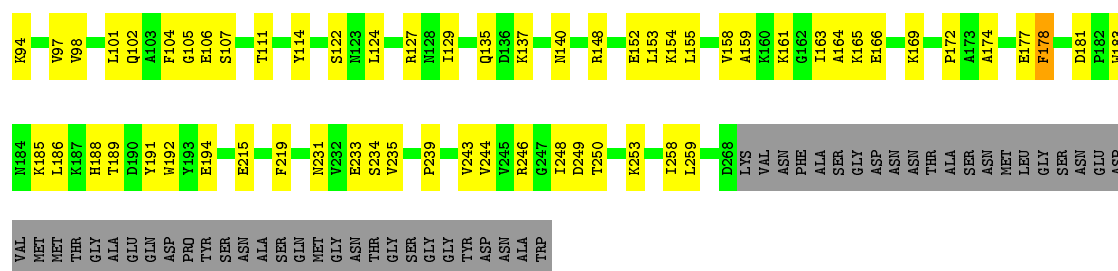 K94 V97 V98 L101 Q102 A103 F104 G105 E106 S107 T111 Y114 S122 N123 L124 R127 N128 I129 Q135 D136 K137 N140 R148 E152 L153 K154 L155 V158 A159 K160 K161 G162 I163 A164 K165 E166 K169 P172 A173 A174 E177 F178 D181 P182 W183
N184 K185 L186 K187 H188 T189 D190 Y191 W192 Y193 E194 E215 F219 N231 V232 E233 S234 V235 P239 V243 V244 V245 R246 G247 I248 D249 T250 K253 I258 L259 D268 LYS VAL ASN PHE ALA SER GLY ASP ASN ASN THR ALA SER ASN MET LEU GLY SER ASN GLU ASP
VAL MET MET THR GLY ALA GLU GLN ASP PRO TYR SER ASN ALA SER GLN MET GLY ASN THR GLY SER GLY GLY TYR ASP ASN ALA TRP